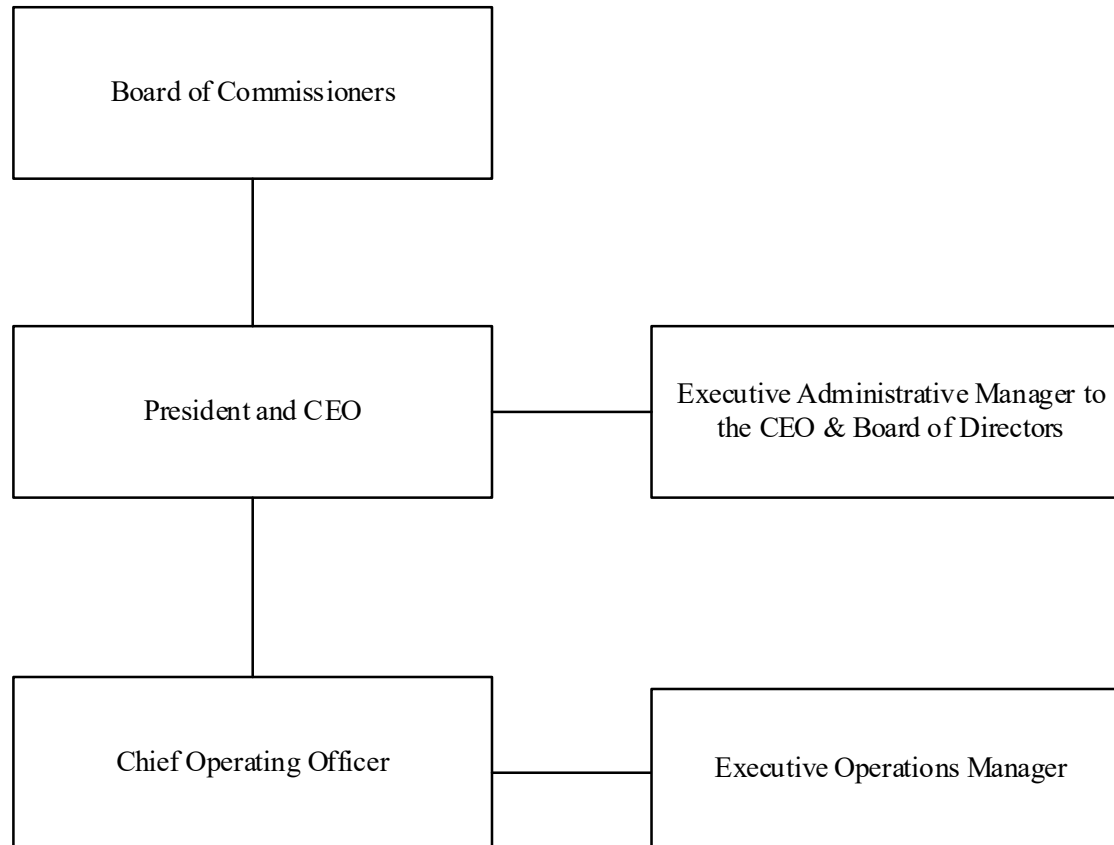 Board of Commissioners
President and CEO
Executive Administrative Manager to
the CEO & Board of Directors
Chief Operating Officer
Executive Operations Manager